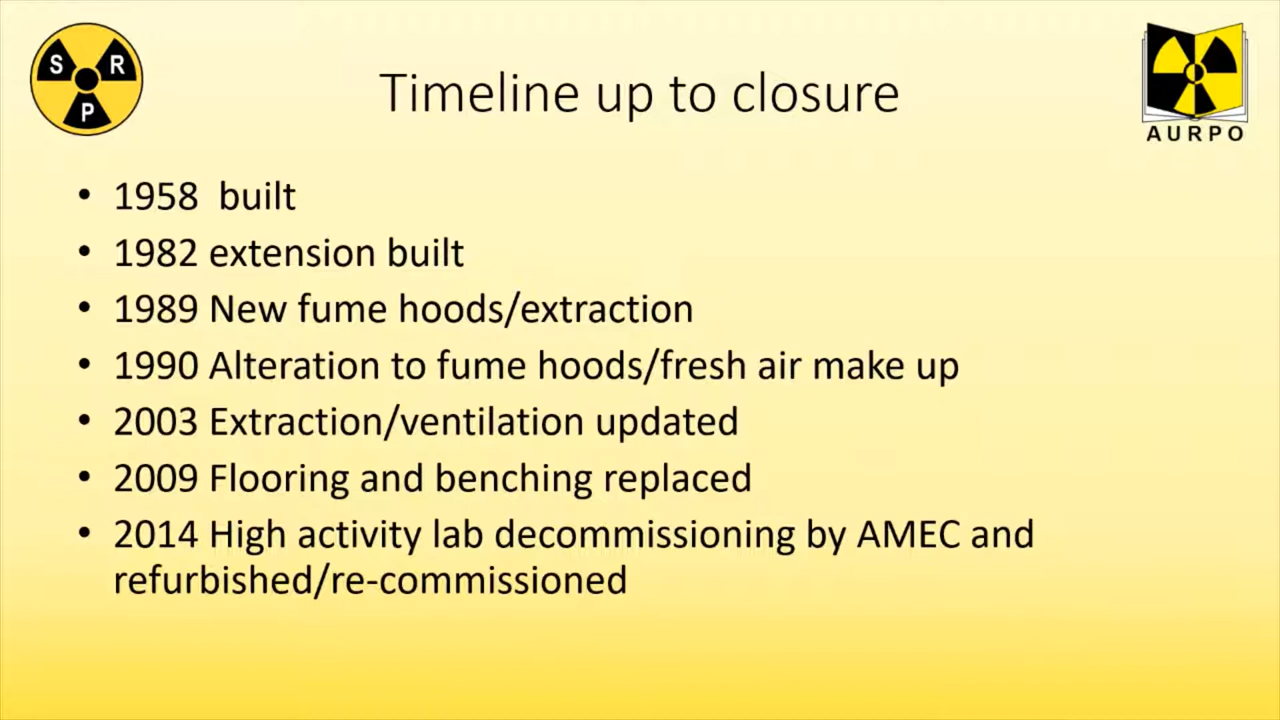 S R
P
AURPO
Timeline up to closure
• 1958  built
• 1982 extension built
• 1989 New fume hoods/extraction
• 1990 Alteration to fume hoods/fresh air make up
• 2003 Extraction/ventilation updated
• 2009 Flooring and benching replaced
• 2014 High activity lab decommissioning by AMEC and
refurbished/re-commissioned